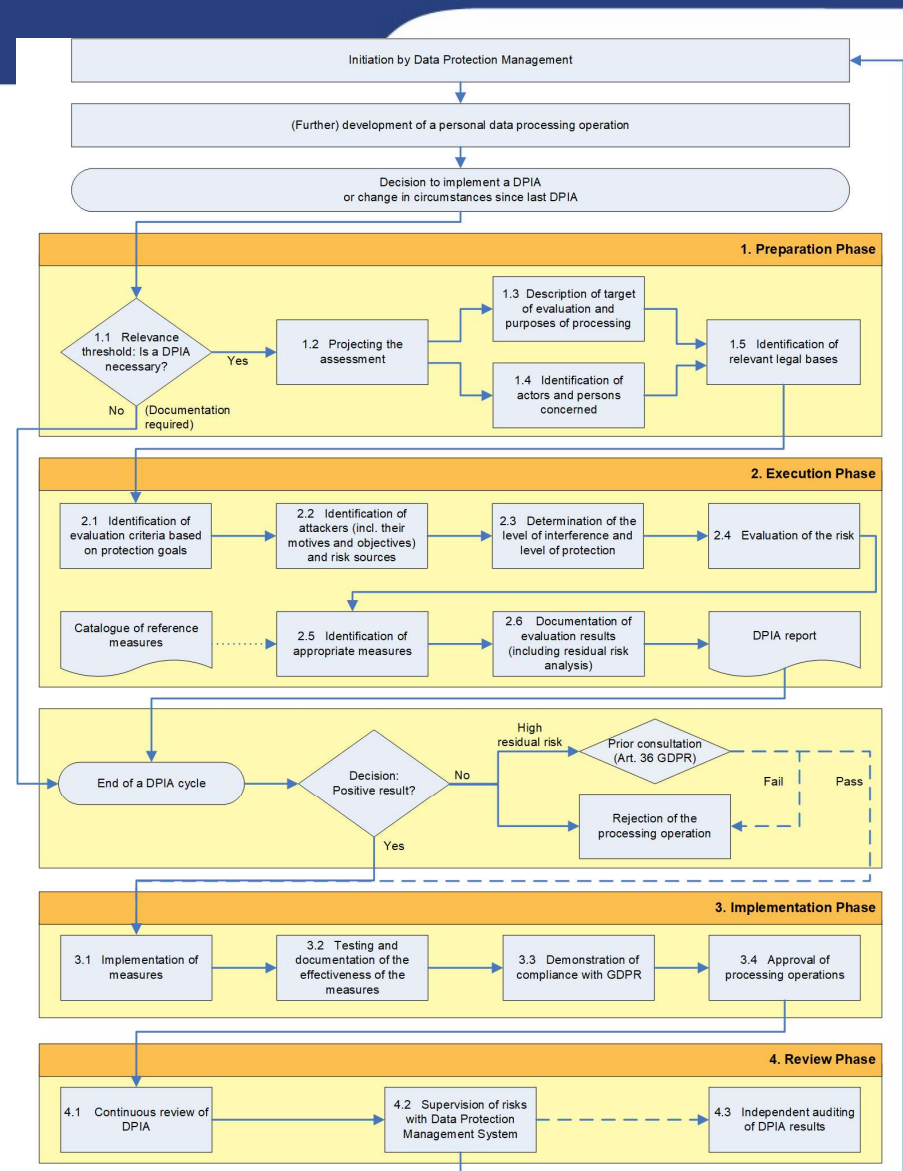 Initiation by Data Protection Management
(Further) development of a personal data processing operation
Decision to implement a DPIA
or change in circumstances since last DPIA
1. Preparation Phase
1.1 Relevance
threshold: Is a DPIA
necessary?
Yes
No
(Documentation
required)
1.2 Projecting the
assessment
1.3 Description of target
of evaluation and
purposes of processing
1.4 Identification of
actors and persons
concerned
1.5 Identification of
relevant legal bases
2. Execution Phase
2.1 Identification of
evaluation criteria based
on protection goals
2.2 Identification of
attackers (incl. their
motives and objectives)
and risk sources
2.3 Determination of the
level of interference and
level of protection
2.4 Evaluation of the risk
Catalogue of reference
measures
2.5 Identification of
appropriate measures
2.6 Documentation of
evaluation results
(including residual risk
analysis)
DPIA report
End of a DPIA cycle
Decision:
Positive result?
No
Yes
High
residual risk
Prior consultation
(Art. 36 GDPR)
Fail
Pass
Rejection of the
processing operation
3. Implementation Phase
3.1 Implementation of
measures
3.2 Testing and
documentation of the
effectiveness of the
measures
3.3 Demonstration of
compliance with GDPR
3.4 Approval of
processing operations
4. Review Phase
4.1 Continuous review of
DPIA
4.2 Supervision of risks
with Data Protection
Management System
4.3 Independent auditing
of DPIA results